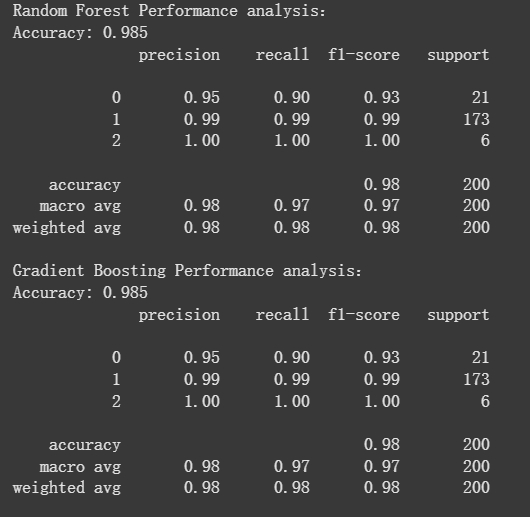 Random Forest Performance analysis:
Accuracy: 0.985
precision recall f1-score support
0 0.95 0.90 0.93 21
1 0.99 0.99 0.99 173
2 1.00 1.00 1.00 6
accuracy 0.98 200
macro avg 0.98 0.97 0.97 200
weighted avg 0.98 0.98 0.98 200
Gradient Boosting Performance analysis:
Accuracy: 0.985
precision recall f1-score support
0 0.95 0.90 0.93 21
1 0.99 0.99 0.99 173
2 1.00 1.00 1.00 6
accuracy 0.98 200
macro avg 0.98 0.97 0.97 200
weighted avg 0.98 0.98 0.98 200